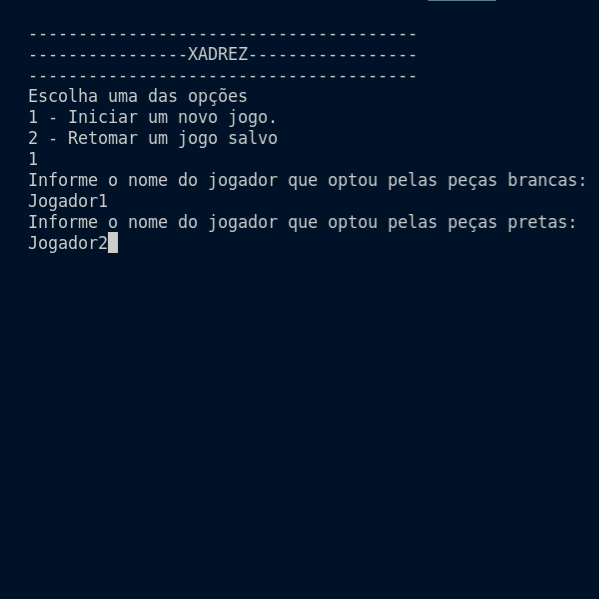 ---------------------------------------
----------------XADREZ-----------------
---------------------------------------
Escolha uma das opções
1 - Iniciar um novo jogo.
2 - Retomar um jogo salvo
1
Informe o nome do jogador que optou pelas peças brancas:
Jogador1
Informe o nome do jogador que optou pelas peças pretas:
Jogador2